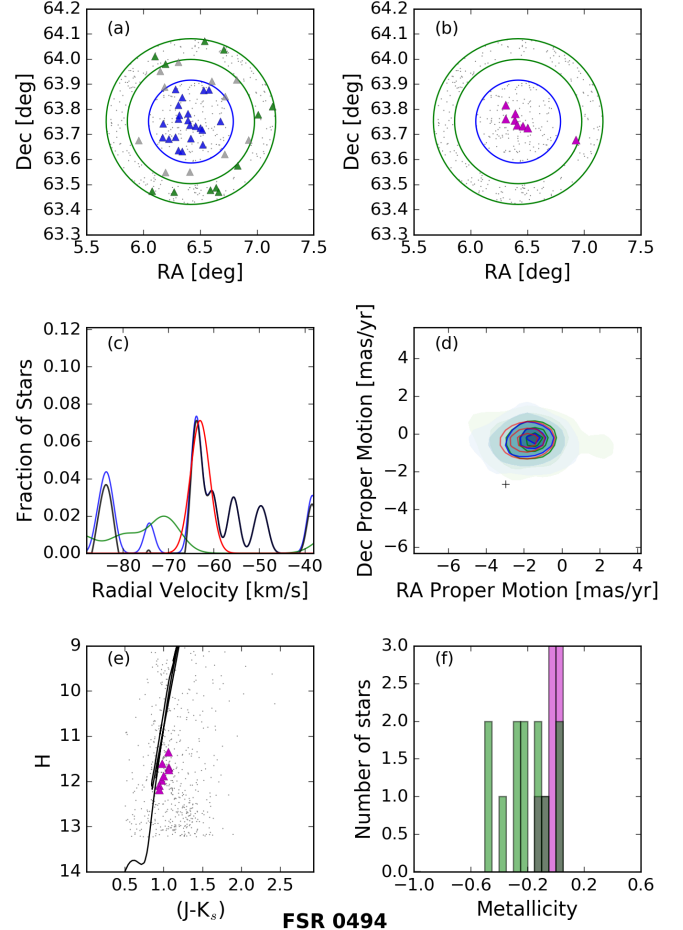 64.2
64.1
64.0
63.9
63.8
63.7
63.6
63.5
63.4
63.3
Dec [deg]
(a)
5.5 6.0 6.5 7.0 7.5
RA [deg]
64.2
64.1
64.0
63.9
63.8
63.7
63.6
63.5
63.4
63.3
Dec [deg]
(b)
5.5 6.0 6.5 7.0 7.5
RA [deg]
0.12
0.10
0.08
0.06
0.04
0.02
0.00
Fraction of Stars
(c)
−80 −70 −60 −50 −40
Radial Velocity [km/s]
4
2
0
−2
−4
−6
Dec Proper Motion [mas/yr]
(d)
−6 −4 −2 0 2 4
RA Proper Motion [mas/yr]
9
10
11
12
13
14
H
(e)
0.5 1.0 1.5 2.0 2.5
(J-Ks)
3.0
2.5
2.0
1.5
1.0
0.5
0.0
Number of stars
(f)
−1.0 −0.6 −0.2 0.2 0.6
Metallicity
FSR 0494